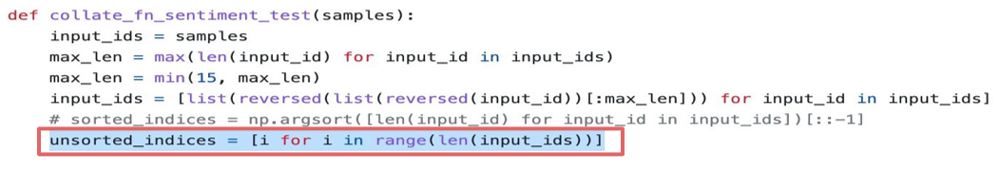 def collate_fn_sentiment_test(samples):
    input_ids = samples
    max_len = max(len(input_id) for input_id in input_ids)
    max_len = min(15, max_len)
    input_ids = [list(reversed(list(reversed(input_id))[:max_len])) for input_id in input_ids]
    # sorted_indices = np.argsort([len(input_id) for input_id in input_ids])[::-1]
    unsorted_indices = [i for i in range(len(input_ids))]